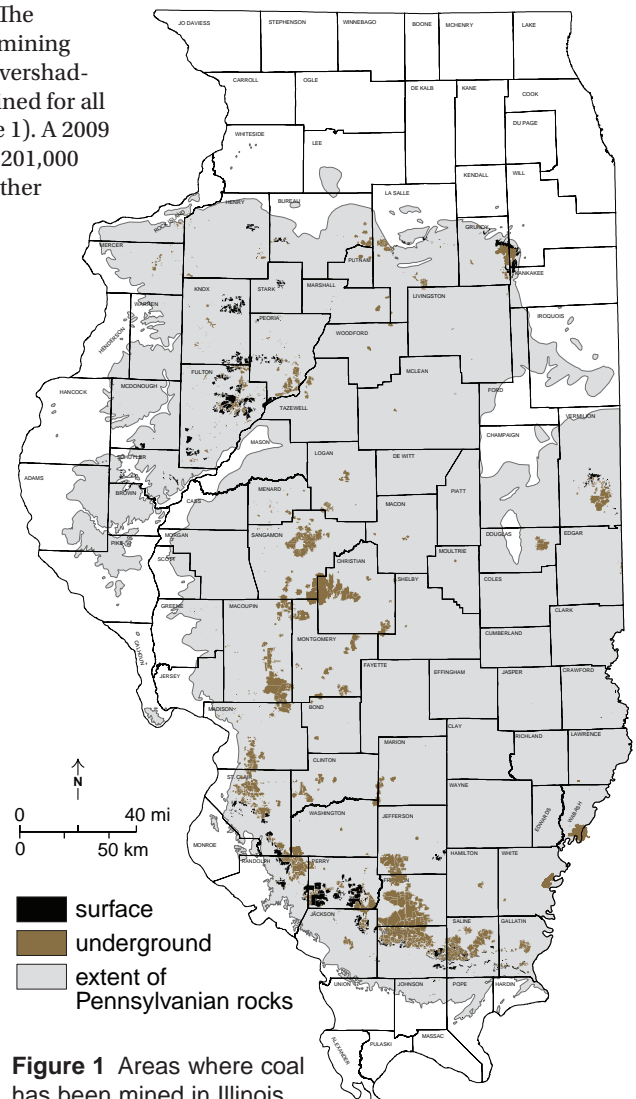 The
mining
vershad-
ined for all
e 1). A 2009
201,000
ther
JO DAVIESS
STEPHENSON
WINNEBAGO
BOONE
MCHENRY
LAKE
CARROLL
OGLE
DE KALB
KANE
COOK
DU PAGE
WHITESIDE
LEE
KENDALL
WILL
LA SALLE
HENRY
BUREAU
ROCK ISLAND
GRUNDY
MERCER
PUTNAM
KANKAKEE
KNOX
STARK
MARSHALL
LIVINGSTON
WARREN
PEORIA
IROQUOIS
HENDERSON
WOODFORD
FULTON
MCLEAN
HANCOCK
MCDONOUGH
FORD
TAZEWELL
VERMILION
MASON
CHAMPAIGN
SCHUYLER
LOGAN
DE WITT
ADAMS
BROWN
MENARD
PIATT
CASS
MACON
PIKE
MORGAN
SANGAMON
DOUGLAS
EDGAR
SCOTT
CHRISTIAN
MOULTRIE
SHELBY
COLES
GREENE
MACOUPIN
CLARK
CALHOUN
MONTGOMERY
CUMBERLAND
JERSEY
FAYETTE
EFFINGHAM
JASPER
CRAWFORD
MADISON
BOND
CLAY
RICHLAND
LAWRENCE
MARION
CLINTON
ST. CLAIR
WAYNE
WASHINGTON
JEFFERSON
EDWARDS
WABASH
MONROE
HAMILTON
WHITE
RANDOLPH
PERRY
FRANKLIN
JACKSON
SALINE
GALLATIN
UNION
JOHNSON
POPE
HARDIN
ALEXANDER
PULASKI
MASSAC
N
0 40 mi
0 50 km
surface
underground
extent of
Pennsylvanian rocks
Figure 1 Areas where coal
has been mined in Illinois